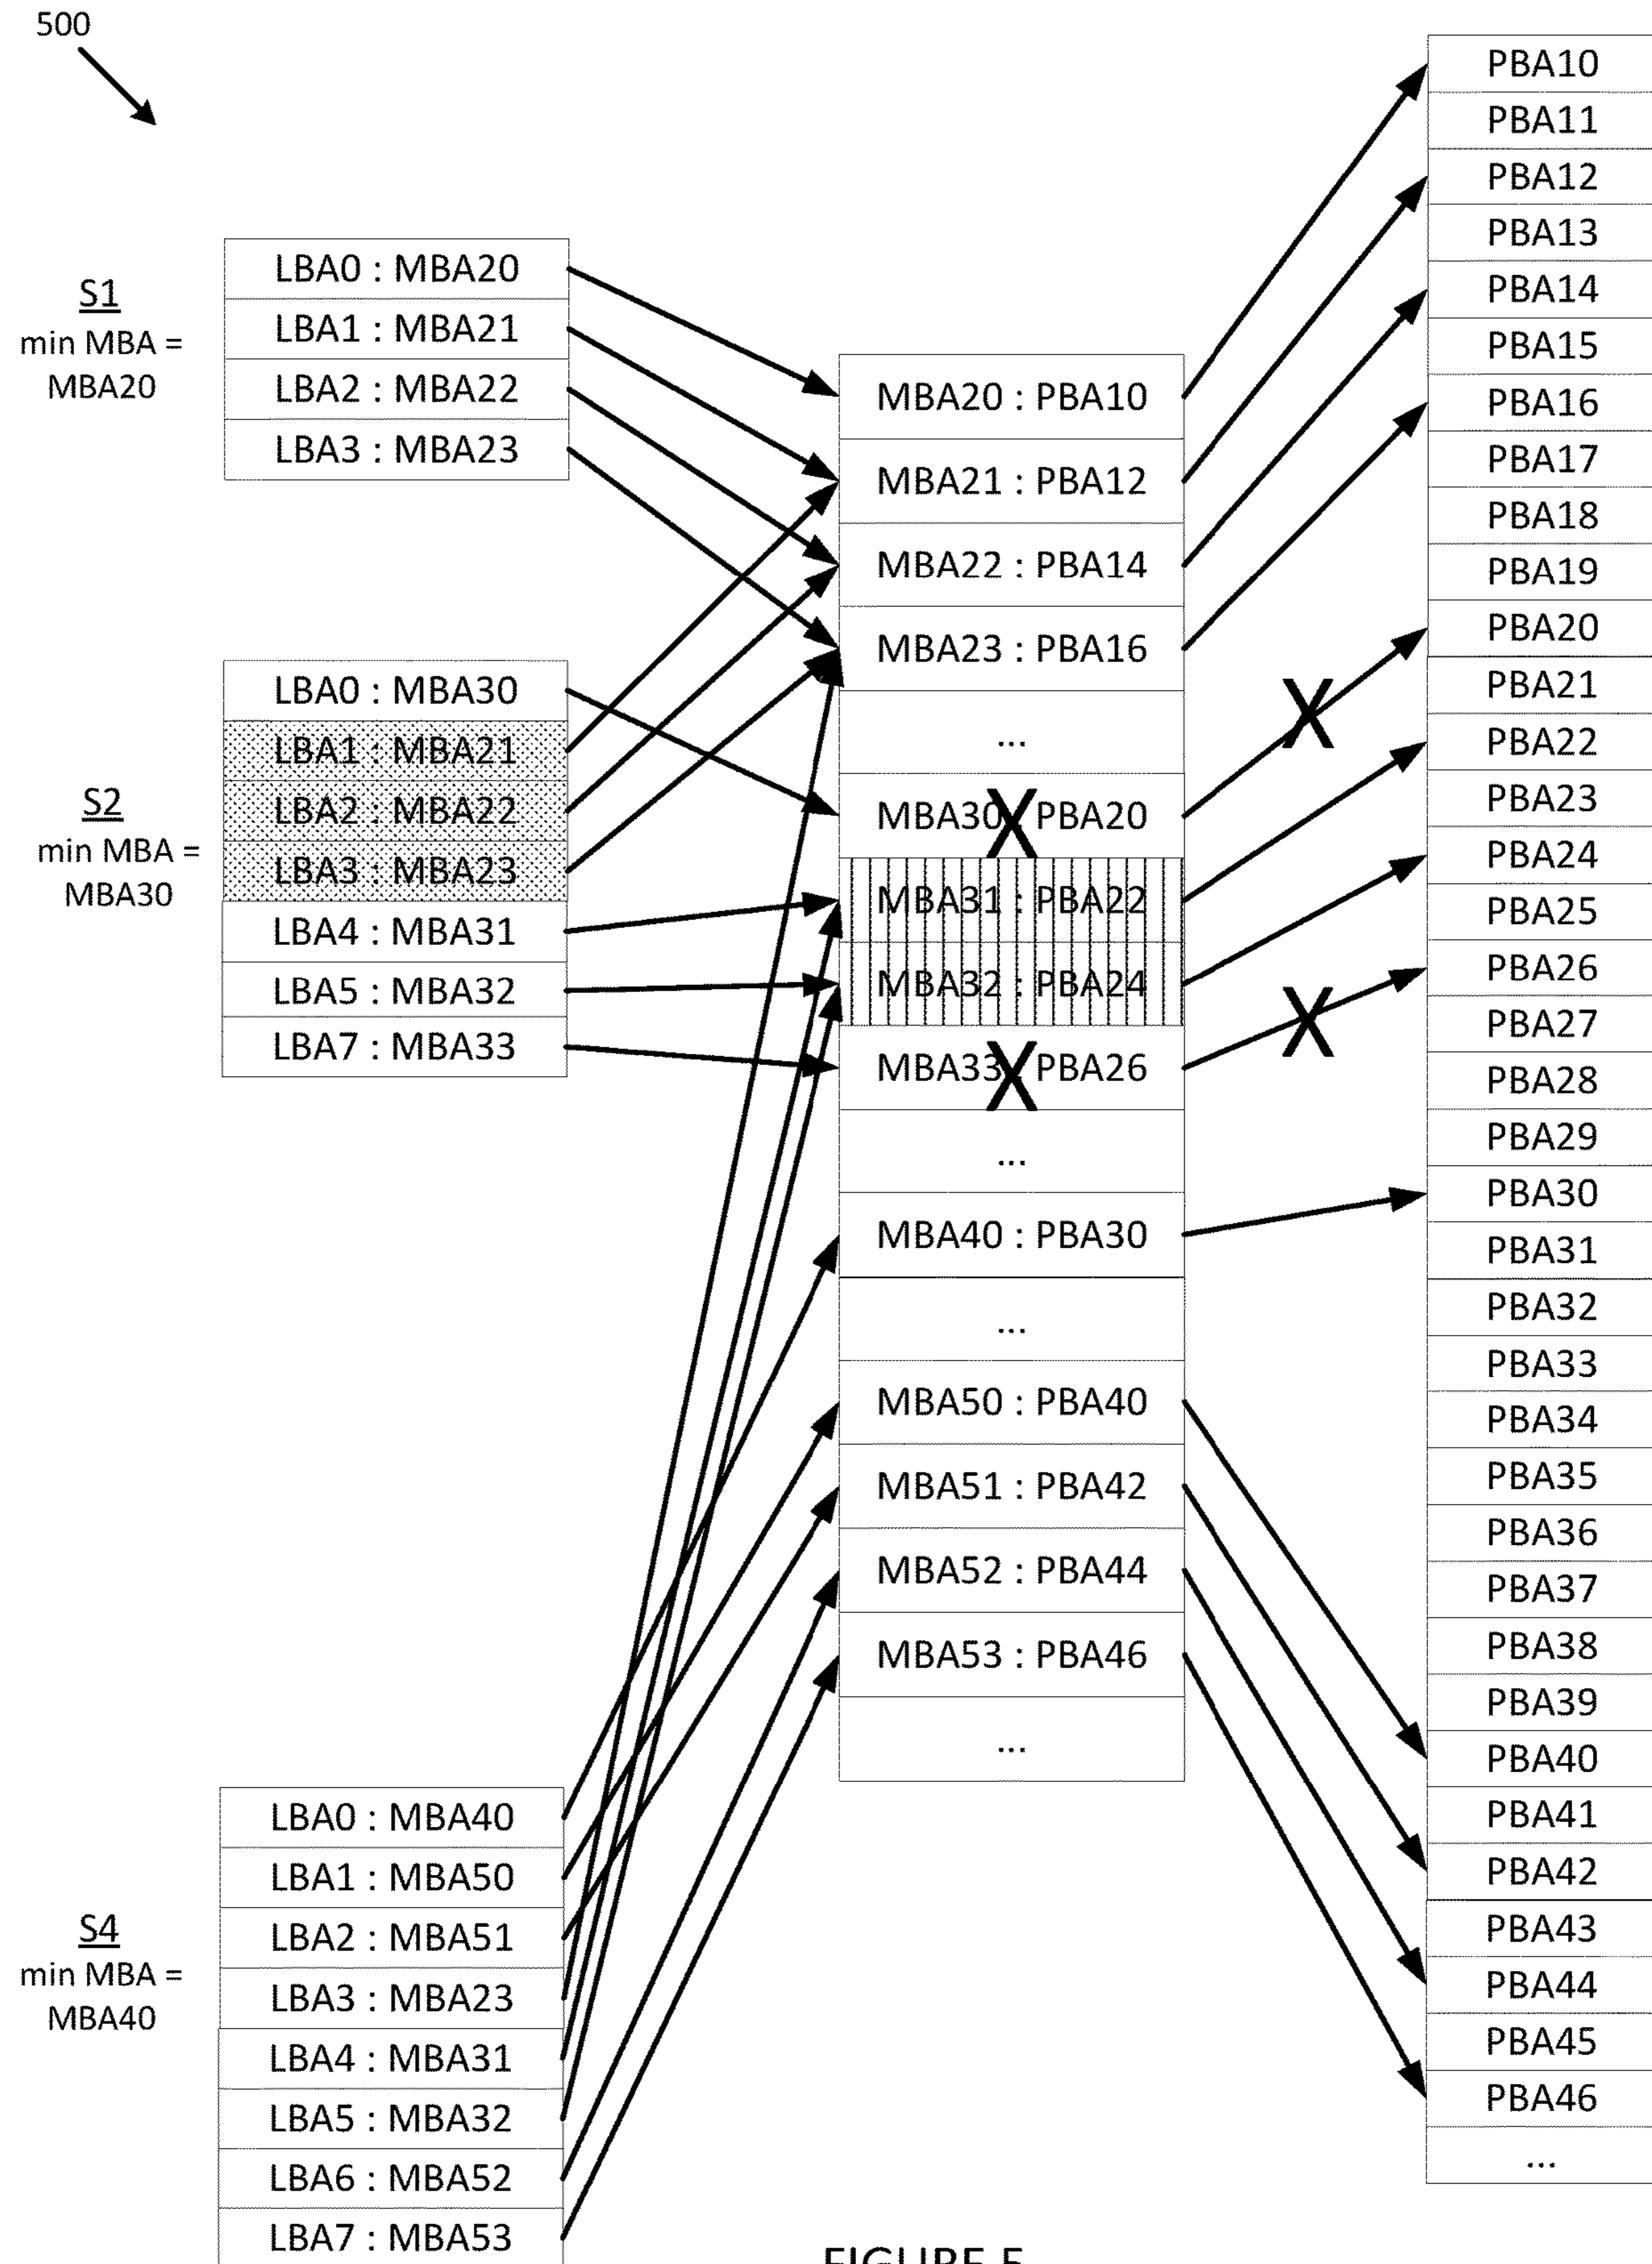 500
S1
min MBA =
MBA20
LBA0 : MBA20
LBA1 : MBA21
LBA2 : MBA22
LBA3 : MBA23
S2
min MBA =
MBA30
LBA0 : MBA30
LBA1 : MBA21
LBA2 : MBA22
LBA3 : MBA23
LBA4 : MBA31
LBA5 : MBA32
LBA7 : MBA33
S4
min MBA =
MBA40
LBA0 : MBA40
LBA1 : MBA50
LBA2 : MBA51
LBA3 : MBA23
LBA4 : MBA31
LBA5 : MBA32
LBA6 : MBA52
LBA7 : MBA53
MBA20 : PBA10
MBA21 : PBA12
MBA22 : PBA14
MBA23 : PBA16
...
MBA30 X PBA20
MBA31 : PBA22
MBA32 : PBA24
MBA33 X PBA26
...
MBA40 : PBA30
...
MBA50 : PBA40
MBA51 : PBA42
MBA52 : PBA44
MBA53 : PBA46
...
X
X
PBA10
PBA11
PBA12
PBA13
PBA14
PBA15
PBA16
PBA17
PBA18
PBA19
PBA20
PBA21
PBA22
PBA23
PBA24
PBA25
PBA26
PBA27
PBA28
PBA29
PBA30
PBA31
PBA32
PBA33
PBA34
PBA35
PBA36
PBA37
PBA38
PBA39
PBA40
PBA41
PBA42
PBA43
PBA44
PBA45
PBA46
...
FIGURE 5